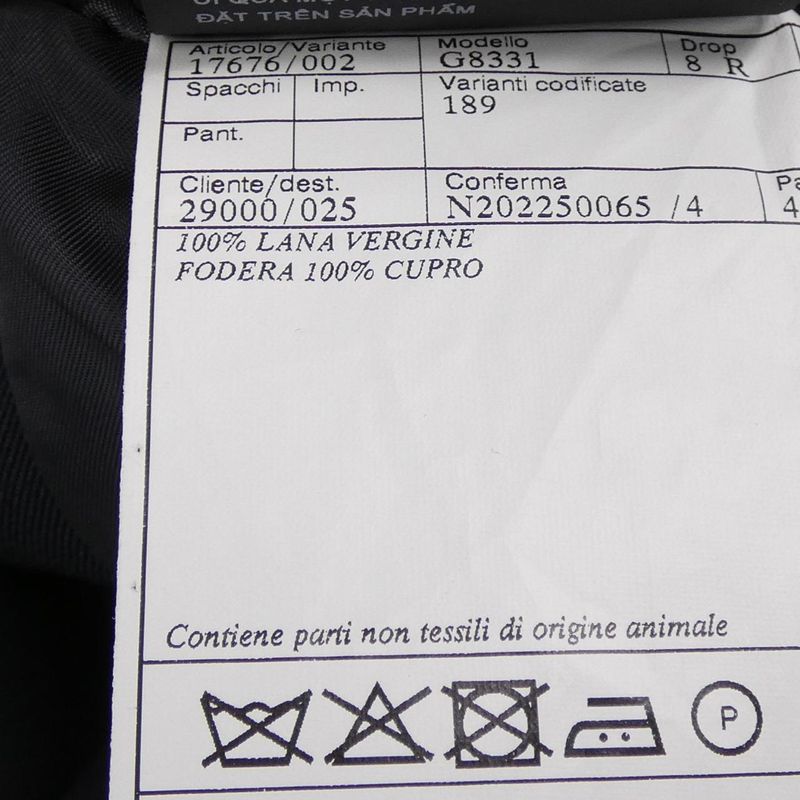 ĐẶT TRÊN SẢN PHẨM
Articolo/Variante Modello Drop
17676/002 G8331 8 R
Spacchi Imp. Varianti codificate
189
Pant.
Cliente/dest. Conferma
29000/025 N202250065 /4 4
100% LANA VERGINE
FODERA 100% CUPRO
Contiene parti non tessili di origine animale
P